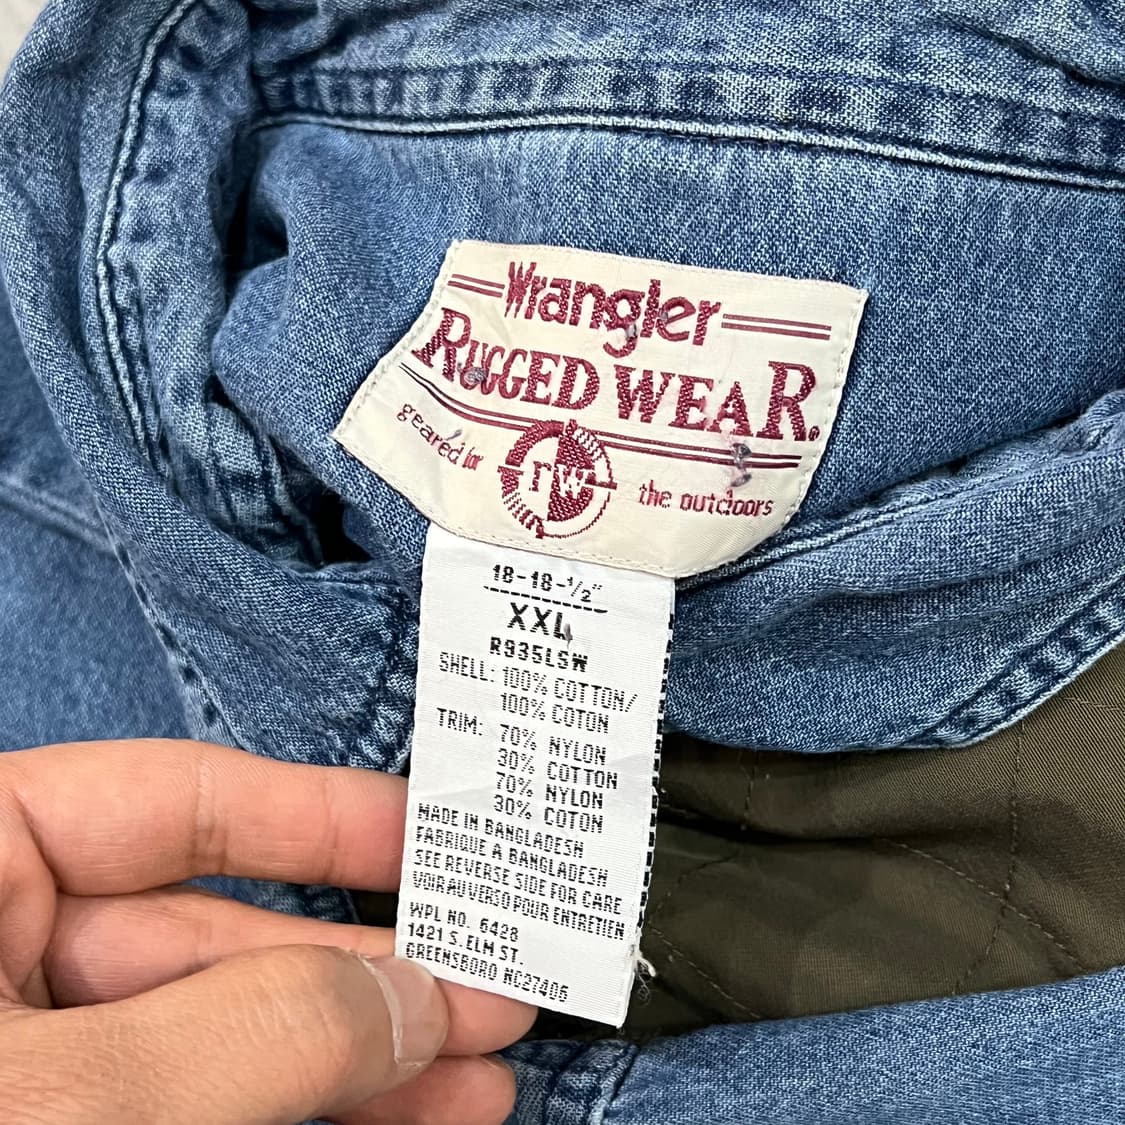 Wrangler
RUGGED WEAR®
geared for rw the outdoors
18-18-½"
XXL
R935LSW
SHELL: 100% COTTON/
100% COTON
TRIM: 70% NYLON
30% COTTON
70% NYLON
30% COTON
MADE IN BANGLADESH
FABRIQUE A BANGLADESH
SEE REVERSE SIDE FOR CARE
VOIR AU VERSO POUR ENTRETIEN
WPL NO. 6428
1421 S. ELM ST.
GREENSBORO NC27406